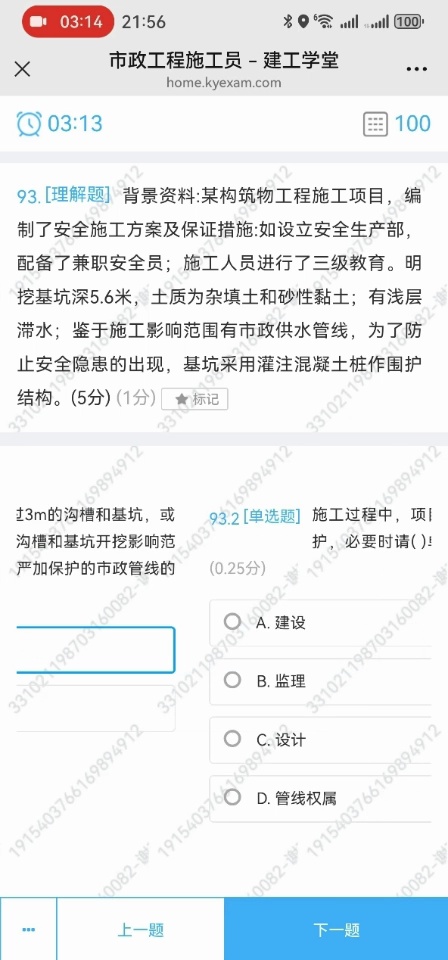 03:14 21:56 6 100
市政工程施工员 – 建工学堂
home.kyexam.com
03:13 100
93.[理解题] 背景资料:某构筑物工程施工项目，编
制了安全施工方案及保证措施:如设立安全生产部，
配备了兼职安全员；施工人员进行了三级教育。明
挖基坑深5.6米，土质为杂填土和砂性黏土；有浅层
滞水；鉴于施工影响范围有市政供水管线，为了防
止安全隐患的出现，基坑采用灌注混凝土桩作围护
结构。(5分) (1分) ★标记
过3m的沟槽和基坑，或
沟槽和基坑开挖影响范
严加保护的市政管线的
93.2 [单选题] 施工过程中，项
护，必要时请( )
(0.25分)
A. 建设
B. 监理
C. 设计
D. 管线权属
··· 上一题 下一题